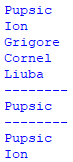 Pupsic
Ion
Grigore
Cornel
Liuba
--------
Pupsic
--------
Pupsic
Ion